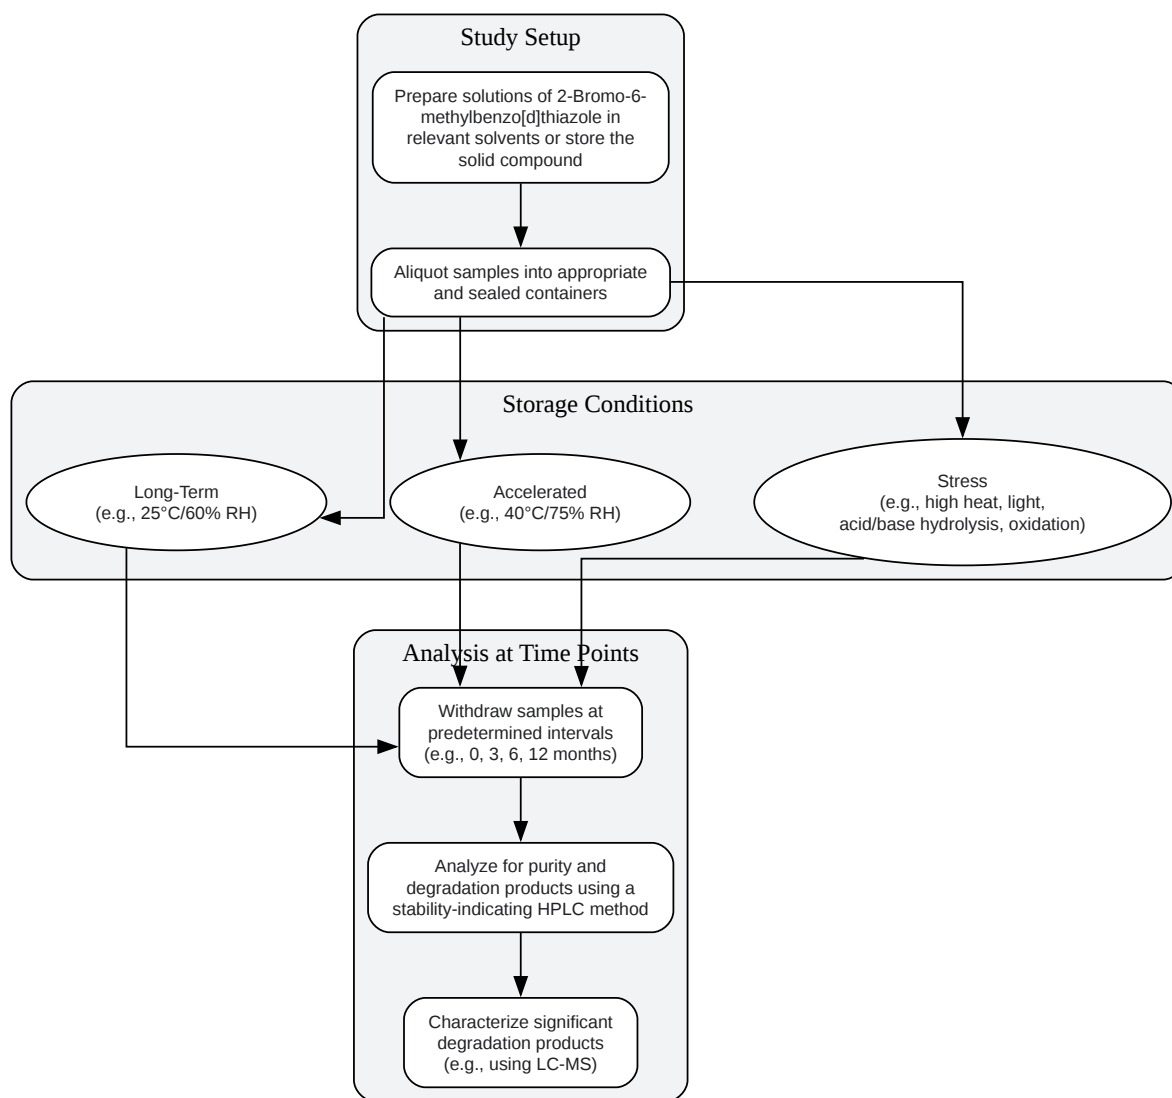 Study Setup
Prepare solutions of 2-Bromo-6-
methylbenzo[d]thiazole in
relevant solvents or store the
solid compound
Aliquot samples into appropriate
and sealed containers
Storage Conditions
Long-Term
(e.g., 25°C/60% RH)
Accelerated
(e.g., 40°C/75% RH)
Stress
(e.g., high heat, light,
acid/base hydrolysis, oxidation)
Analysis at Time Points
Withdraw samples at
predetermined intervals
(e.g., 0, 3, 6, 12 months)
Analyze for purity and
degradation products using a
stability-indicating HPLC method
Characterize significant
degradation products
(e.g., using LC-MS)